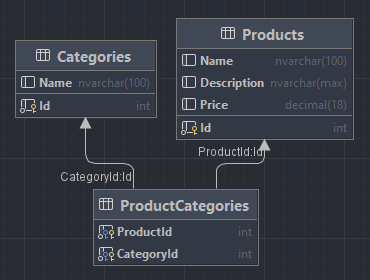 Categories
Name nvarchar(100)
Id int
Products
Name nvarchar(100)
Description nvarchar(max)
Price decimal(18)
Id int
CategoryId:Id
ProductId:Id
ProductCategories
ProductId int
CategoryId int